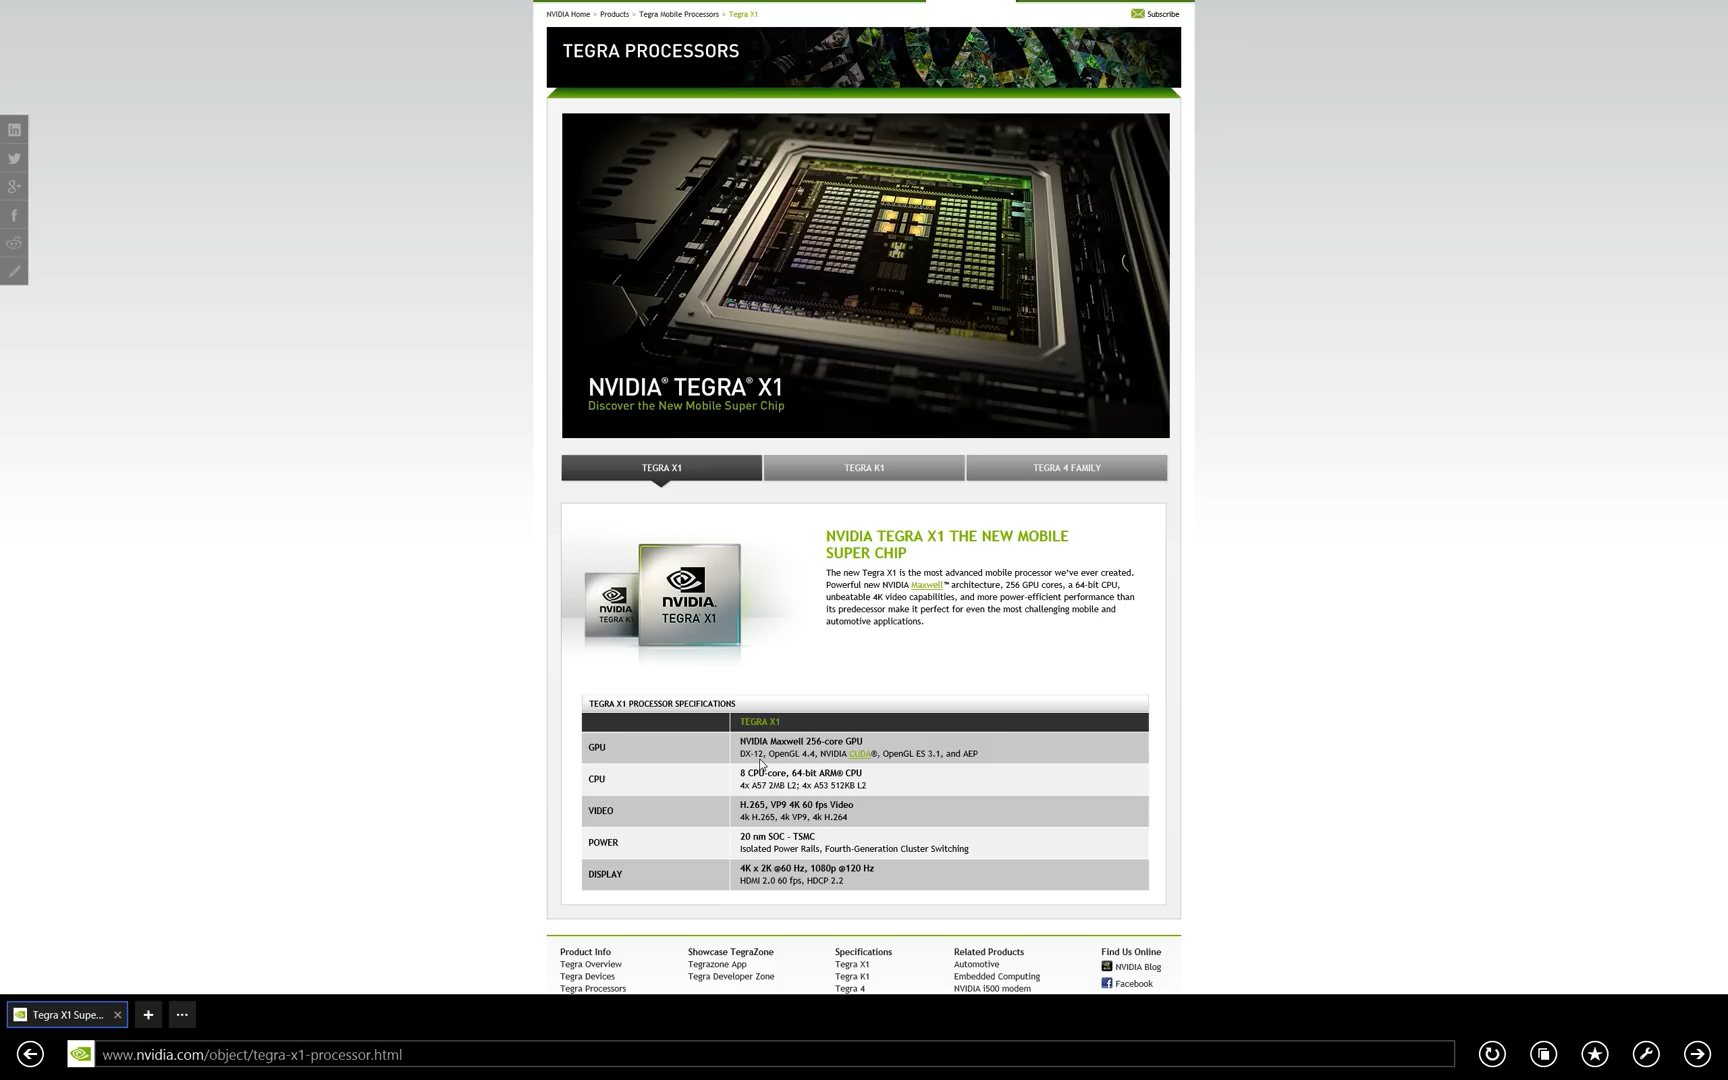 NVIDIA Home > Products > Tegra Mobile Processors > Tegra X1
Subscribe
TEGRA PROCESSORS
NVIDIA® TEGRA® X1
Discover the New Mobile Super Chip
TEGRA X1
TEGRA K1
TEGRA 4 FAMILY
NVIDIA
TEGRA K1
NVIDIA.
TEGRA X1
NVIDIA TEGRA X1 THE NEW MOBILE
SUPER CHIP
The new Tegra X1 is the most advanced mobile processor we've ever created.
Powerful new NVIDIA Maxwell™ architecture, 256 GPU cores, a 64-bit CPU,
unbeatable 4K video capabilities, and more power-efficient performance than
its predecessor make it perfect for even the most challenging mobile and
automotive applications.
TEGRA X1 PROCESSOR SPECIFICATIONS
TEGRA X1
GPU
NVIDIA Maxwell 256-core GPU
DX-12, OpenGL 4.4, NVIDIA CUDA®, OpenGL ES 3.1, and AEP
CPU
8 CPU-core, 64-bit ARM® CPU
4x A57 2MB L2; 4x A53 512KB L2
VIDEO
H.265, VP9 4K 60 fps Video
4k H.265, 4k VP9, 4k H.264
POWER
20 nm SOC - TSMC
Isolated Power Rails, Fourth-Generation Cluster Switching
DISPLAY
4K x 2K @60 Hz, 1080p @120 Hz
HDMI 2.0 60 fps, HDCP 2.2
Product Info
Tegra Overview
Tegra Devices
Tegra Processors
Showcase TegraZone
Tegrazone App
Tegra Developer Zone
Specifications
Tegra X1
Tegra K1
Tegra 4
Related Products
Automotive
Embedded Computing
NVIDIA i500 modem
Find Us Online
NVIDIA Blog
Facebook
Tegra X1 Supe...
www.nvidia.com/object/tegra-x1-processor.html